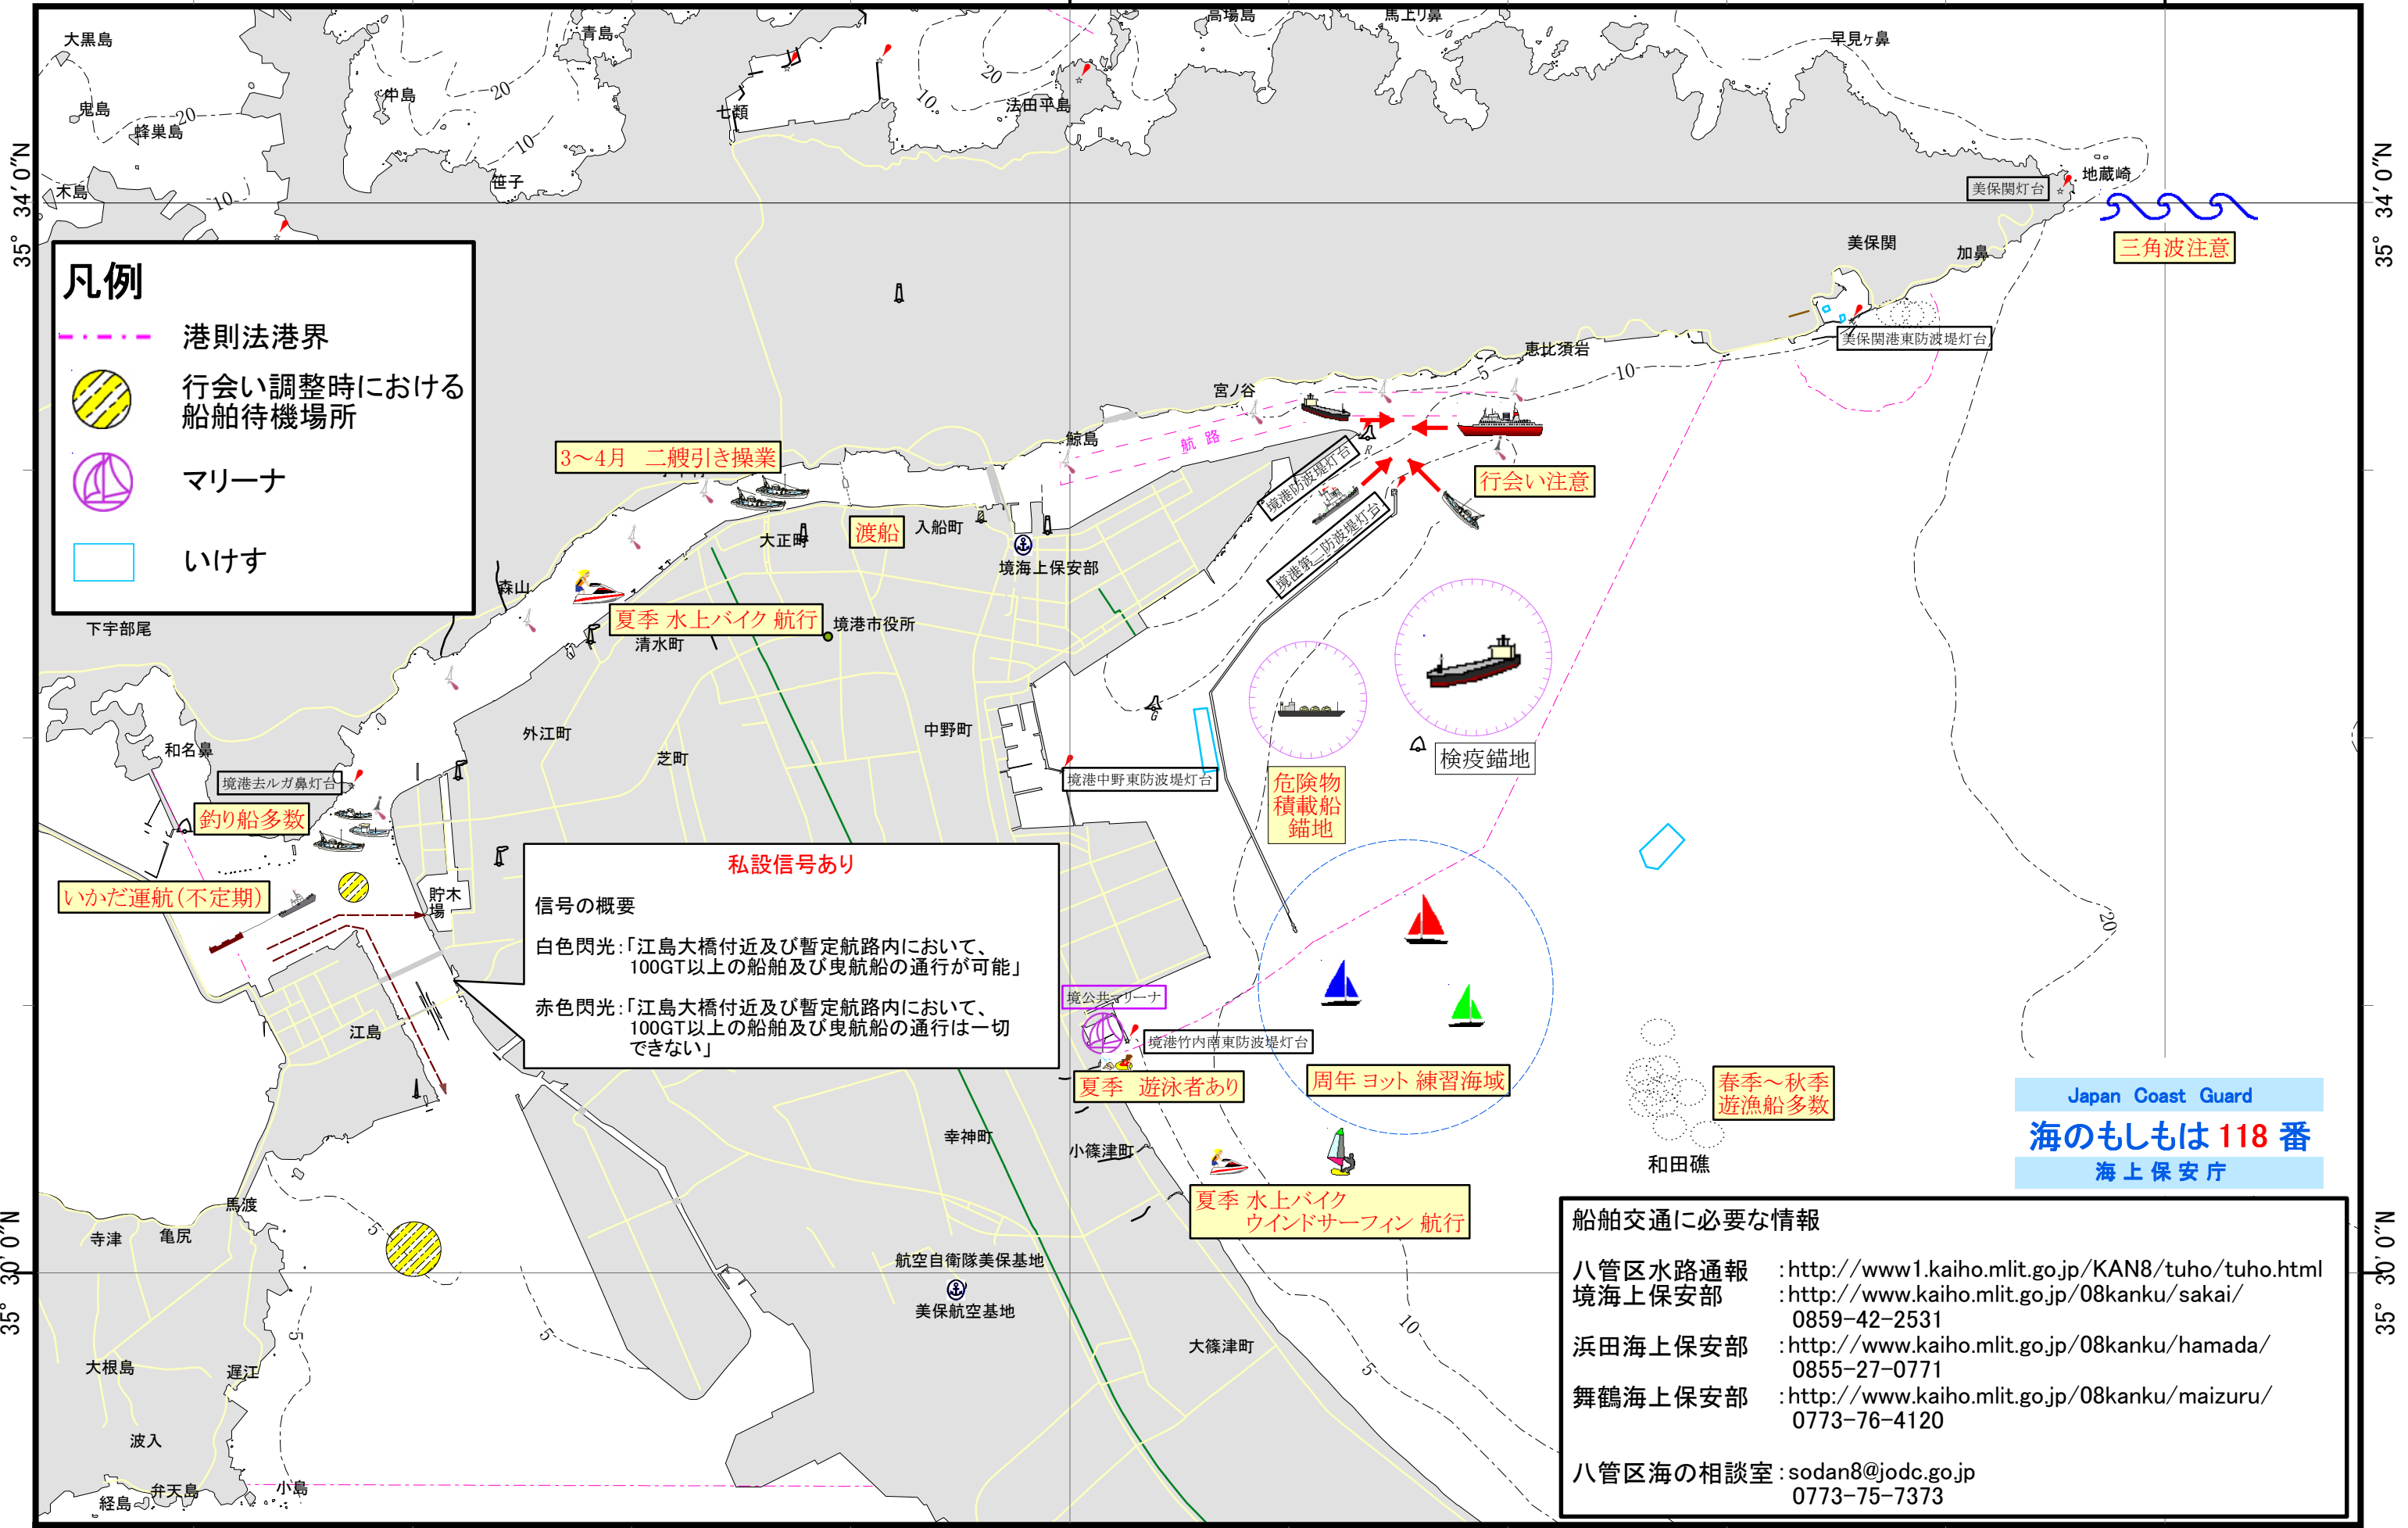 大黒島
青島
高場島
馬上り鼻
早見ヶ鼻
鬼島
蜂巣島
20
中島
20
10
七類
10
20
法田平島
木島
10
笹子
美保関灯台
地蔵崎
35° 34′ 0″N
35° 34′ 0″N
三角波注意
美保関
加鼻
美保関港東防波堤灯台
凡例
港則法港界
行会い調整時における
船舶待機場所
マリーナ
いけす
恵比須岩
5
10
宮ノ谷
鯨島
航路
3～4月 二艘引き操業
境港防波堤灯台
R
行会い注意
境港第二防波堤灯台
渡船
入船町
大正町
境海上保安部
森山
夏季 水上バイク 航行
境港市役所
清水町
下宇部尾
外江町
芝町
中野町
和名鼻
境港去ルガ鼻灯台
釣り船多数
G
境港中野東防波堤灯台
危険物
積載船
錨地
検疫錨地
いかだ運航(不定期)
貯木
場
私設信号あり
信号の概要
白色閃光:「江島大橋付近及び暫定航路内において、
100GT以上の船舶及び曳航船の通行が可能」
赤色閃光:「江島大橋付近及び暫定航路内において、
100GT以上の船舶及び曳航船の通行は一切
できない」
20
江島
境公共マリーナ
境港竹内南東防波堤灯台
夏季 遊泳者あり
周年 ヨット 練習海域
春季～秋季
遊漁船多数
和田礁
Japan Coast Guard
海のもしもは 118 番
海上保安庁
幸神町
小篠津町
夏季 水上バイク
ウインドサーフィン 航行
馬渡
寺津
亀尻
5
35° 30′ 0″N
35° 30′ 0″N
航空自衛隊美保基地
美保航空基地
5
5
10
5
大篠津町
大根島
遅江
波入
経島
弁天島
小島
船舶交通に必要な情報
八管区水路通報 :http://www1.kaiho.mlit.go.jp/KAN8/tuho/tuho.html
境海上保安部 :http://www.kaiho.mlit.go.jp/08kanku/sakai/
0859-42-2531
浜田海上保安部 :http://www.kaiho.mlit.go.jp/08kanku/hamada/
0855-27-0771
舞鶴海上保安部 :http://www.kaiho.mlit.go.jp/08kanku/maizuru/
0773-76-4120
八管区海の相談室:sodan8@jodc.go.jp
0773-75-7373